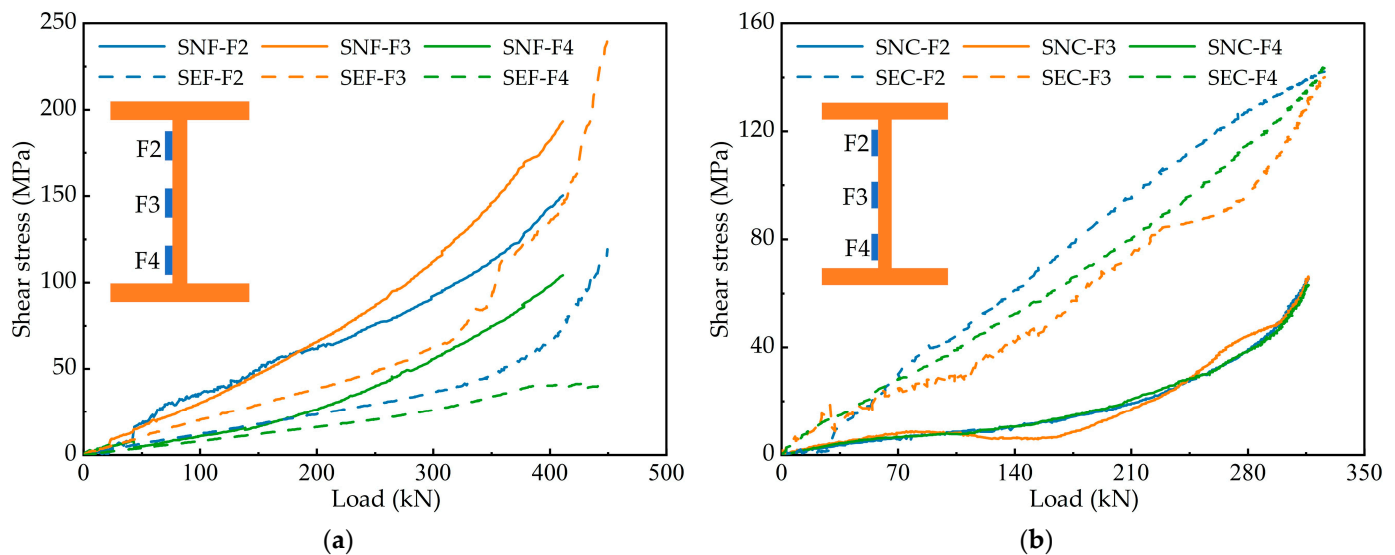 250
200
150
100
50
0
Shear stress (MPa)
SNF-F2
SNF-F3
SNF-F4
SEF-F2
SEF-F3
SEF-F4
F2
F3
F4
0
100
200
300
400
500
Load (kN)
(a)
160
120
80
40
0
Shear stress (MPa)
SNC-F2
SNC-F3
SNC-F4
SEC-F2
SEC-F3
SEC-F4
F2
F3
F4
0
70
140
210
280
350
Load (kN)
(b)